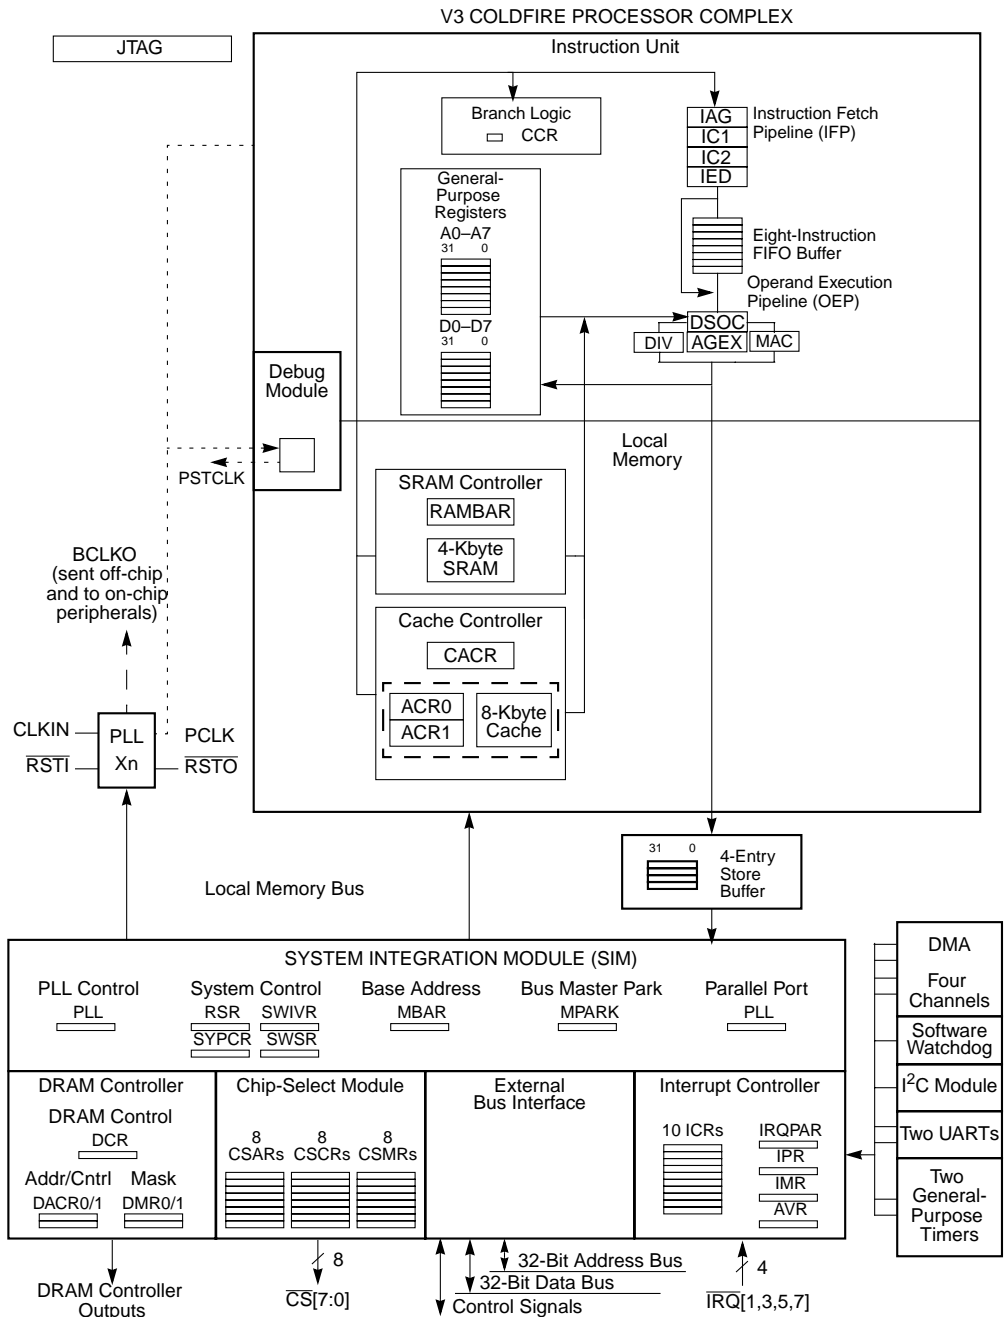 V3 COLDFIRE PROCESSOR COMPLEX
JTAG
Instruction Unit
Branch Logic
CCR
IAG
IC1
IC2
IED
Instruction Fetch
Pipeline (IFP)
General-
Purpose
Registers
A0–A7
31 0
D0–D7
31 0
Eight-Instruction
FIFO Buffer
Operand Execution
Pipeline (OEP)
DSOC
AGEX
DIV
MAC
Debug
Module
PSTCLK
Local
Memory
SRAM Controller
RAMBAR
4-Kbyte
SRAM
Cache Controller
CACR
ACR0
ACR1
8-Kbyte
Cache
BCLKO
(sent off-chip
and to on-chip
peripherals)
CLKIN
RSTI
PLL
Xn
PCLK
RSTO
31 0
4-Entry
Store
Buffer
Local Memory Bus
SYSTEM INTEGRATION MODULE (SIM)
PLL Control
PLL
System Control
RSR SWIVR
SYPCR SWSR
Base Address
MBAR
Bus Master Park
MPARK
Parallel Port
PLL
DRAM Controller
DRAM Control
DCR
Addr/Cntrl Mask
DACR0/1 DMR0/1
Chip-Select Module
8 8 8
CSARs CSCRs CSMRs
External
Bus Interface
Interrupt Controller
10 ICRs
IRQPAR
IPR
IMR
AVR
DMA
Four
Channels
Software
Watchdog
I²C Module
Two UARTs
Two
General-
Purpose
Timers
DRAM Controller
Outputs
8
CS[7:0]
32-Bit Address Bus
32-Bit Data Bus
Control Signals
4
IRQ[1,3,5,7]